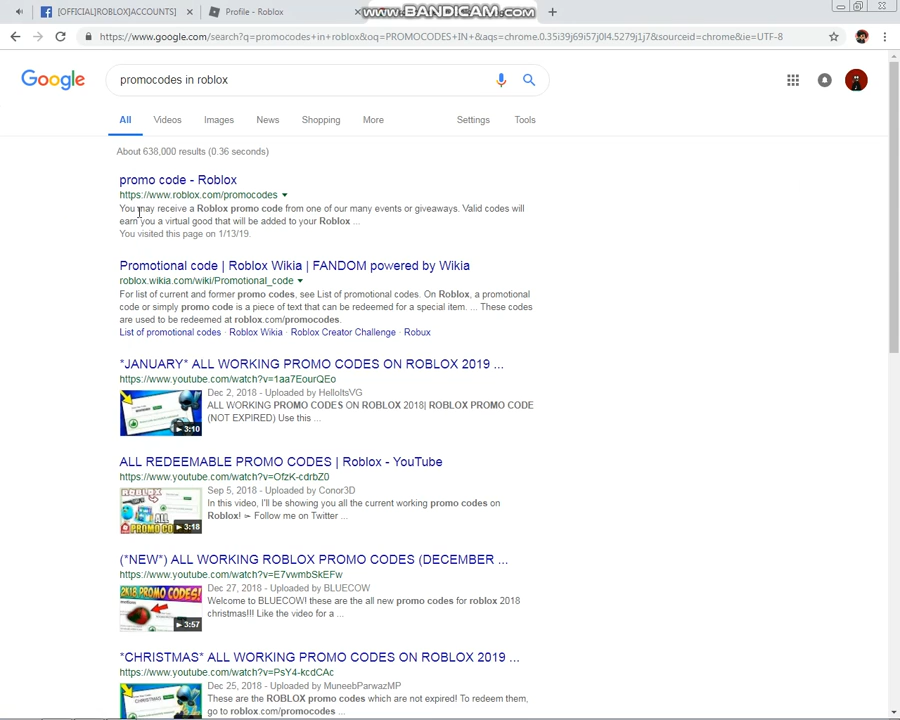 [OFFICIAL]ROBLOX]ACCOUNTS]
Profile - Roblox
www.BANDICAM.com
https://www.google.com/search?q=promocodes+in+roblox&oq=PROMOCODES+IN+&aqs=chrome.0.35i39j69i57j0l4.5279j1j7&sourceid=chrome&ie=UTF-8
Google
promocodes in roblox
All Videos Images News Shopping More Settings Tools
About 638,000 results (0.36 seconds)
promo code - Roblox
https://www.roblox.com/promocodes
You may receive a Roblox promo code from one of our many events or giveaways. Valid codes will
earn you a virtual good that will be added to your Roblox ...
You visited this page on 1/13/19.
Promotional code | Roblox Wikia | FANDOM powered by Wikia
roblox.wikia.com/wiki/Promotional_code
For list of current and former promo codes, see List of promotional codes. On Roblox, a promotional
code or simply promo code is a piece of text that can be redeemed for a special item. ... These codes
are used to be redeemed at roblox.com/promocodes.
List of promotional codes · Roblox Wikia · Roblox Creator Challenge · Robux
*JANUARY* ALL WORKING PROMO CODES ON ROBLOX 2019 ...
https://www.youtube.com/watch?v=1aa7EourQEo
Dec 2, 2018 - Uploaded by HelloItsVG
ALL WORKING PROMO CODES ON ROBLOX 2018| ROBLOX PROMO CODE
(NOT EXPIRED) Use this ...
3:10
ALL REDEEMABLE PROMO CODES | Roblox - YouTube
https://www.youtube.com/watch?v=OfzK-cdrbZ0
Sep 5, 2018 - Uploaded by Conor3D
In this video, I'll be showing you all the current working promo codes on
Roblox! ➢ Follow me on Twitter ...
ROBLOX
ALL
PROMO CO
3:18
(*NEW*) ALL WORKING ROBLOX PROMO CODES (DECEMBER ...
https://www.youtube.com/watch?v=E7vwmbSkEFw
Dec 27, 2018 - Uploaded by BLUECOW
Welcome to BLUECOW! these are the all new promo codes for roblox 2018
christmas!!! Like the video for a ...
2K18 PROMO CODES!
3:57
*CHRISTMAS* ALL WORKING PROMO CODES ON ROBLOX 2019 ...
https://www.youtube.com/watch?v=PsY4-kcdCAc
Dec 25, 2018 - Uploaded by MuneebParwazMP
These are the ROBLOX promo codes which are not expired! To redeem them,
go to roblox.com/promocodes ...
CHRISTMAS